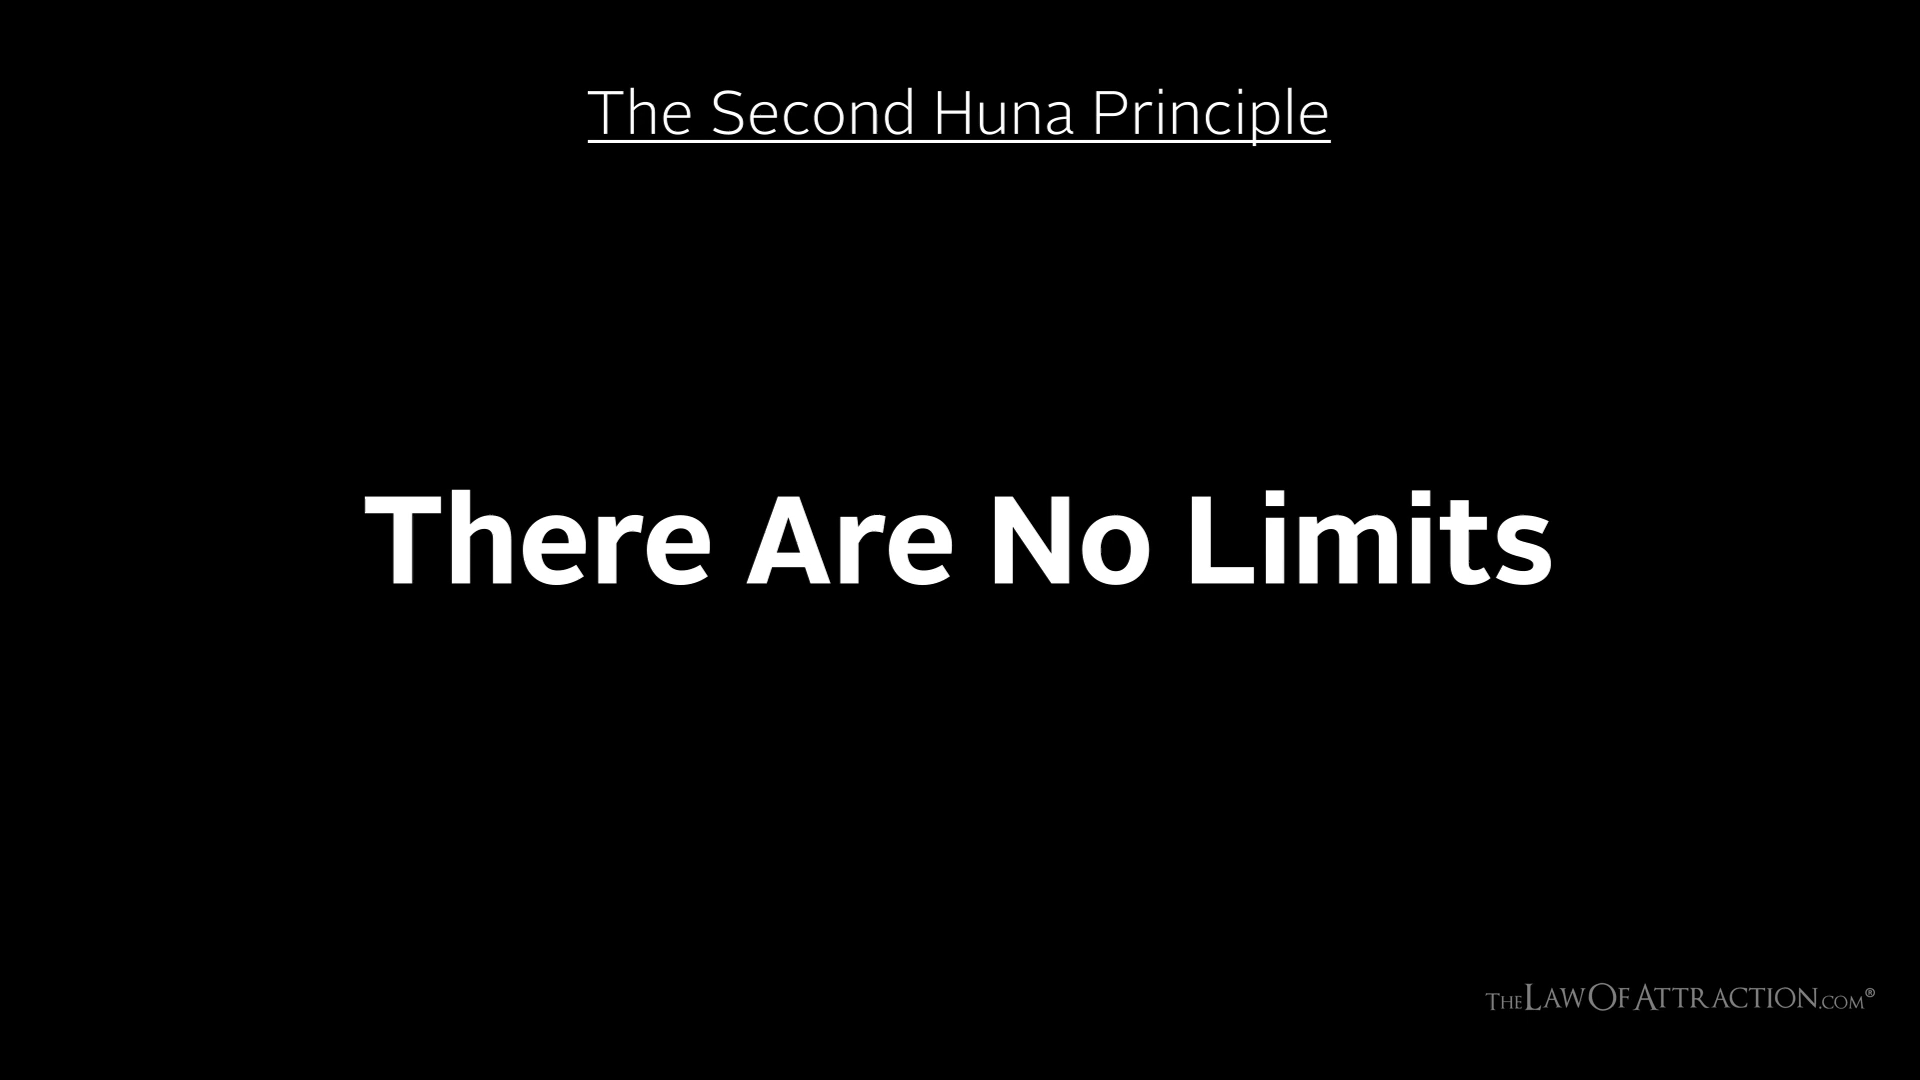 The Second Huna Principle
There Are No Limits
THELAWOFATTRACTION.COM®